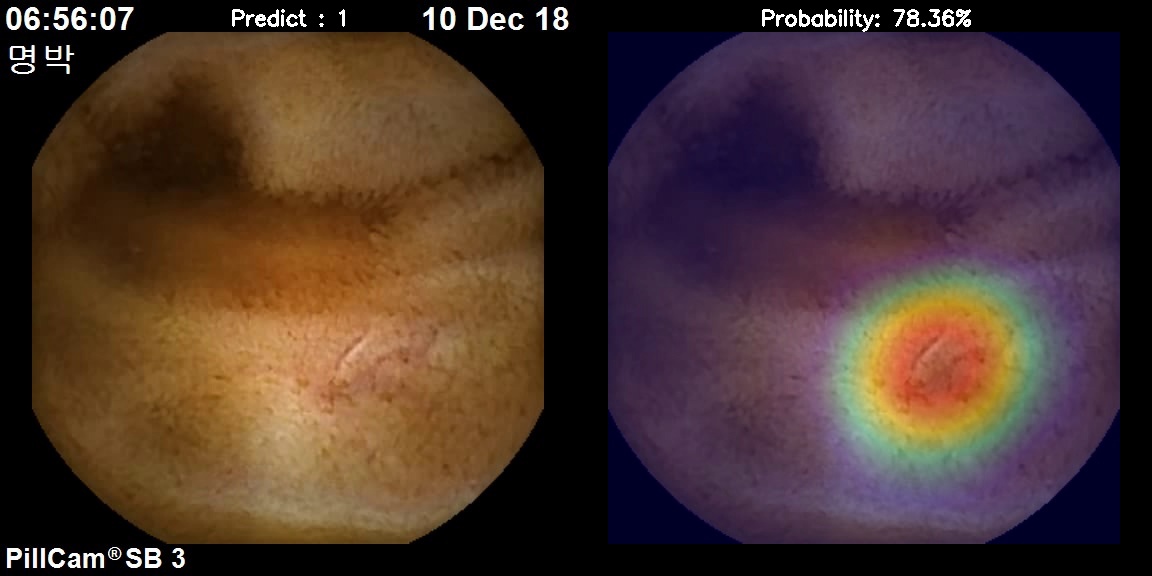 06:56:07 Predict : 1 10 Dec 18 Probability: 78.36%
명박
PillCam® SB 3